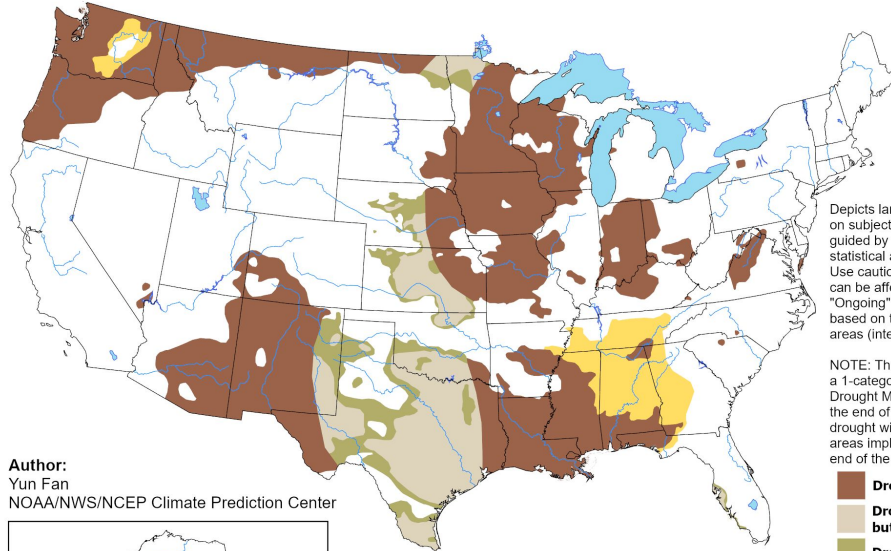 Depicts lar
on subject
guided by
statistical a
Use cautio
can be affe
"Ongoing"
based on t
areas (inte
NOTE: Th
a 1-categc
Drought M
the end of
drought wi
areas impl
end of the
Author:
Yun Fan
NOAA/NWS/NCEP Climate Prediction Center
Dro
Dro
but
Dr